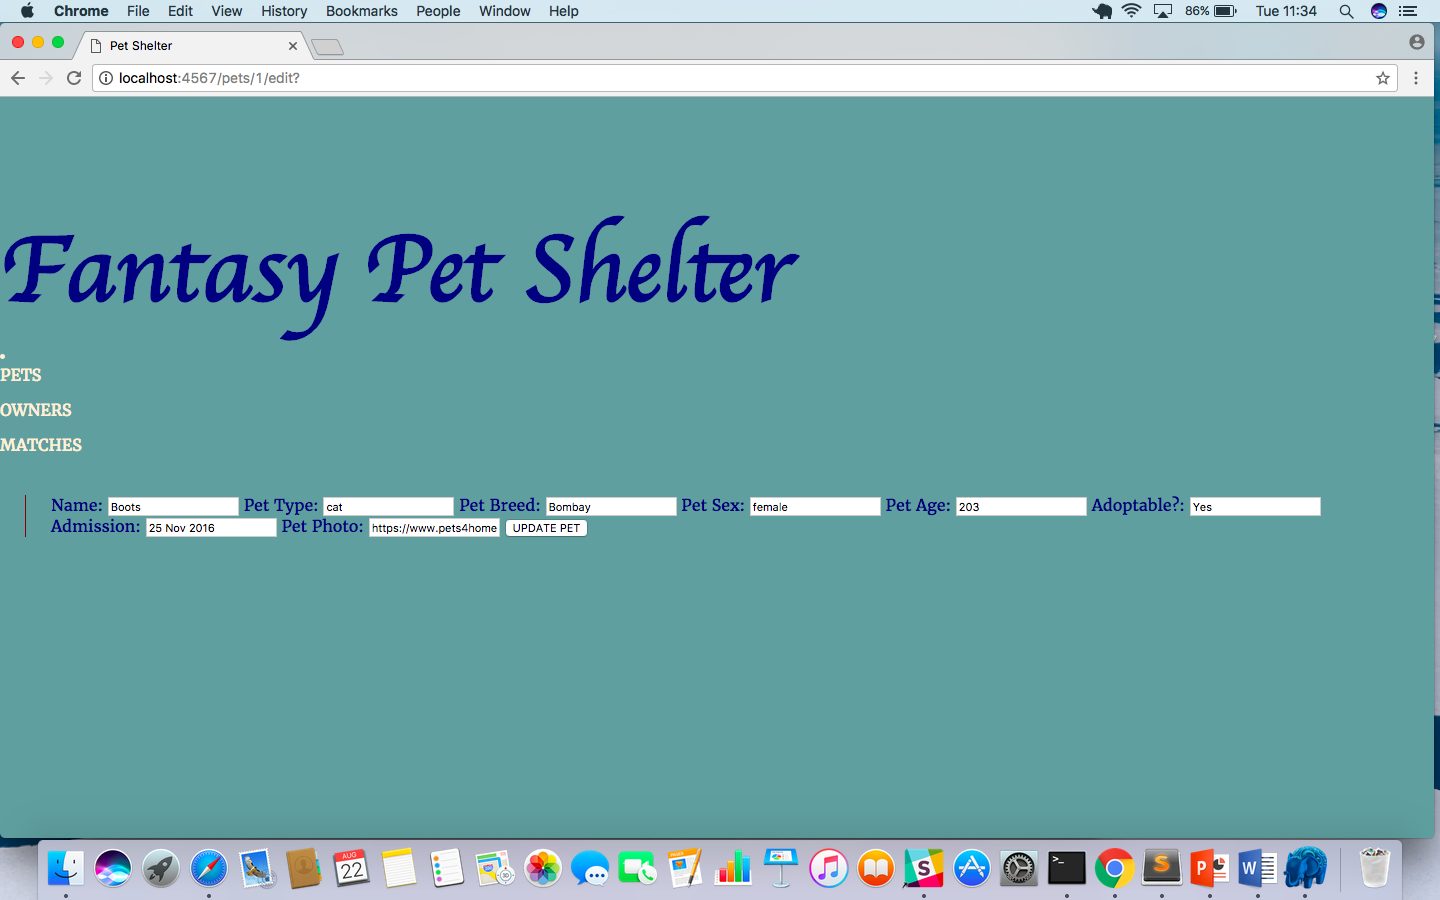 Chrome File Edit View History Bookmarks People Window Help 86% Tue 11:34
Pet Shelter
localhost:4567/pets/1/edit?
Fantasy Pet Shelter
PETS
OWNERS
MATCHES
Name: Boots Pet Type: cat Pet Breed: Bombay Pet Sex: female Pet Age: 203 Adoptable?: Yes
Admission: 25 Nov 2016 Pet Photo: https://www.pets4home UPDATE PET
AUG
22